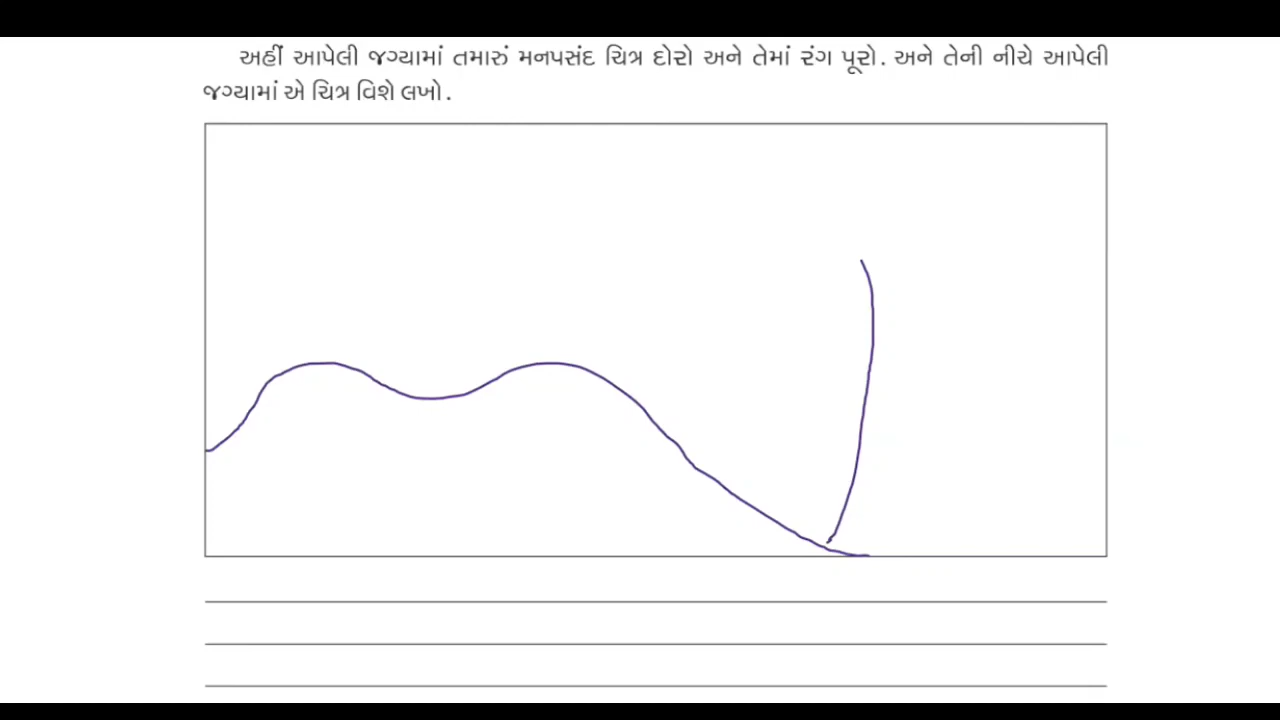 અહીં આપેલી જગ્યામાં તમારું મનપસંદ ચિત્ર દોરો અને તેમાં રંગ પૂરો. અને તેની નીચે આપેલી
જગ્યામાં એ ચિત્ર વિશે લખો.